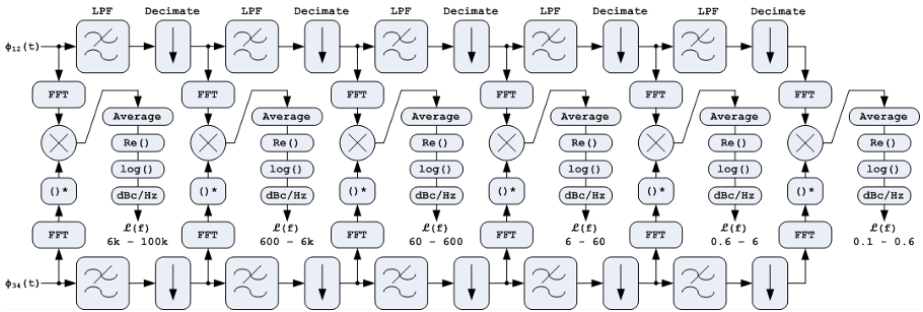 LPF Decimate LPF Decimate LPF Decimate LPF Decimate LPF Decimate
ϕ₁₂(t)
FFT FFT FFT FFT FFT FFT
Average Average Average Average Average Average
Re() Re() Re() Re() Re() Re()
log() log() log() log() log() log()
()* ()* ()* ()* ()* ()*
dBc/Hz dBc/Hz dBc/Hz dBc/Hz dBc/Hz dBc/Hz
FFT FFT FFT FFT FFT FFT
ℒ(f) ℒ(f) ℒ(f) ℒ(f) ℒ(f) ℒ(f)
6k - 100k 600 - 6k 60 - 600 6 - 60 0.6 - 6 0.1 - 0.6
ϕ₃₄(t)